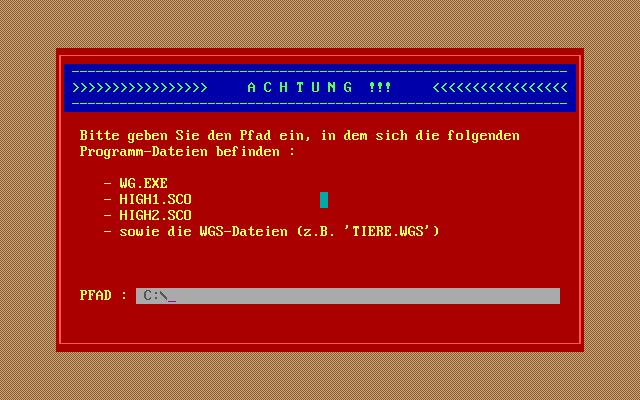 >>>>>>>>>>>>>>>>> A C H T U N G !!! <<<<<<<<<<<<<<<<<
Bitte geben Sie den Pfad ein, in dem sich die folgenden
Programm-Dateien befinden :
- WG.EXE
- HIGH1.SCO
- HIGH2.SCO
- sowie die WGS-Dateien (z.B. 'TIERE.WGS')
PFAD : C:\_